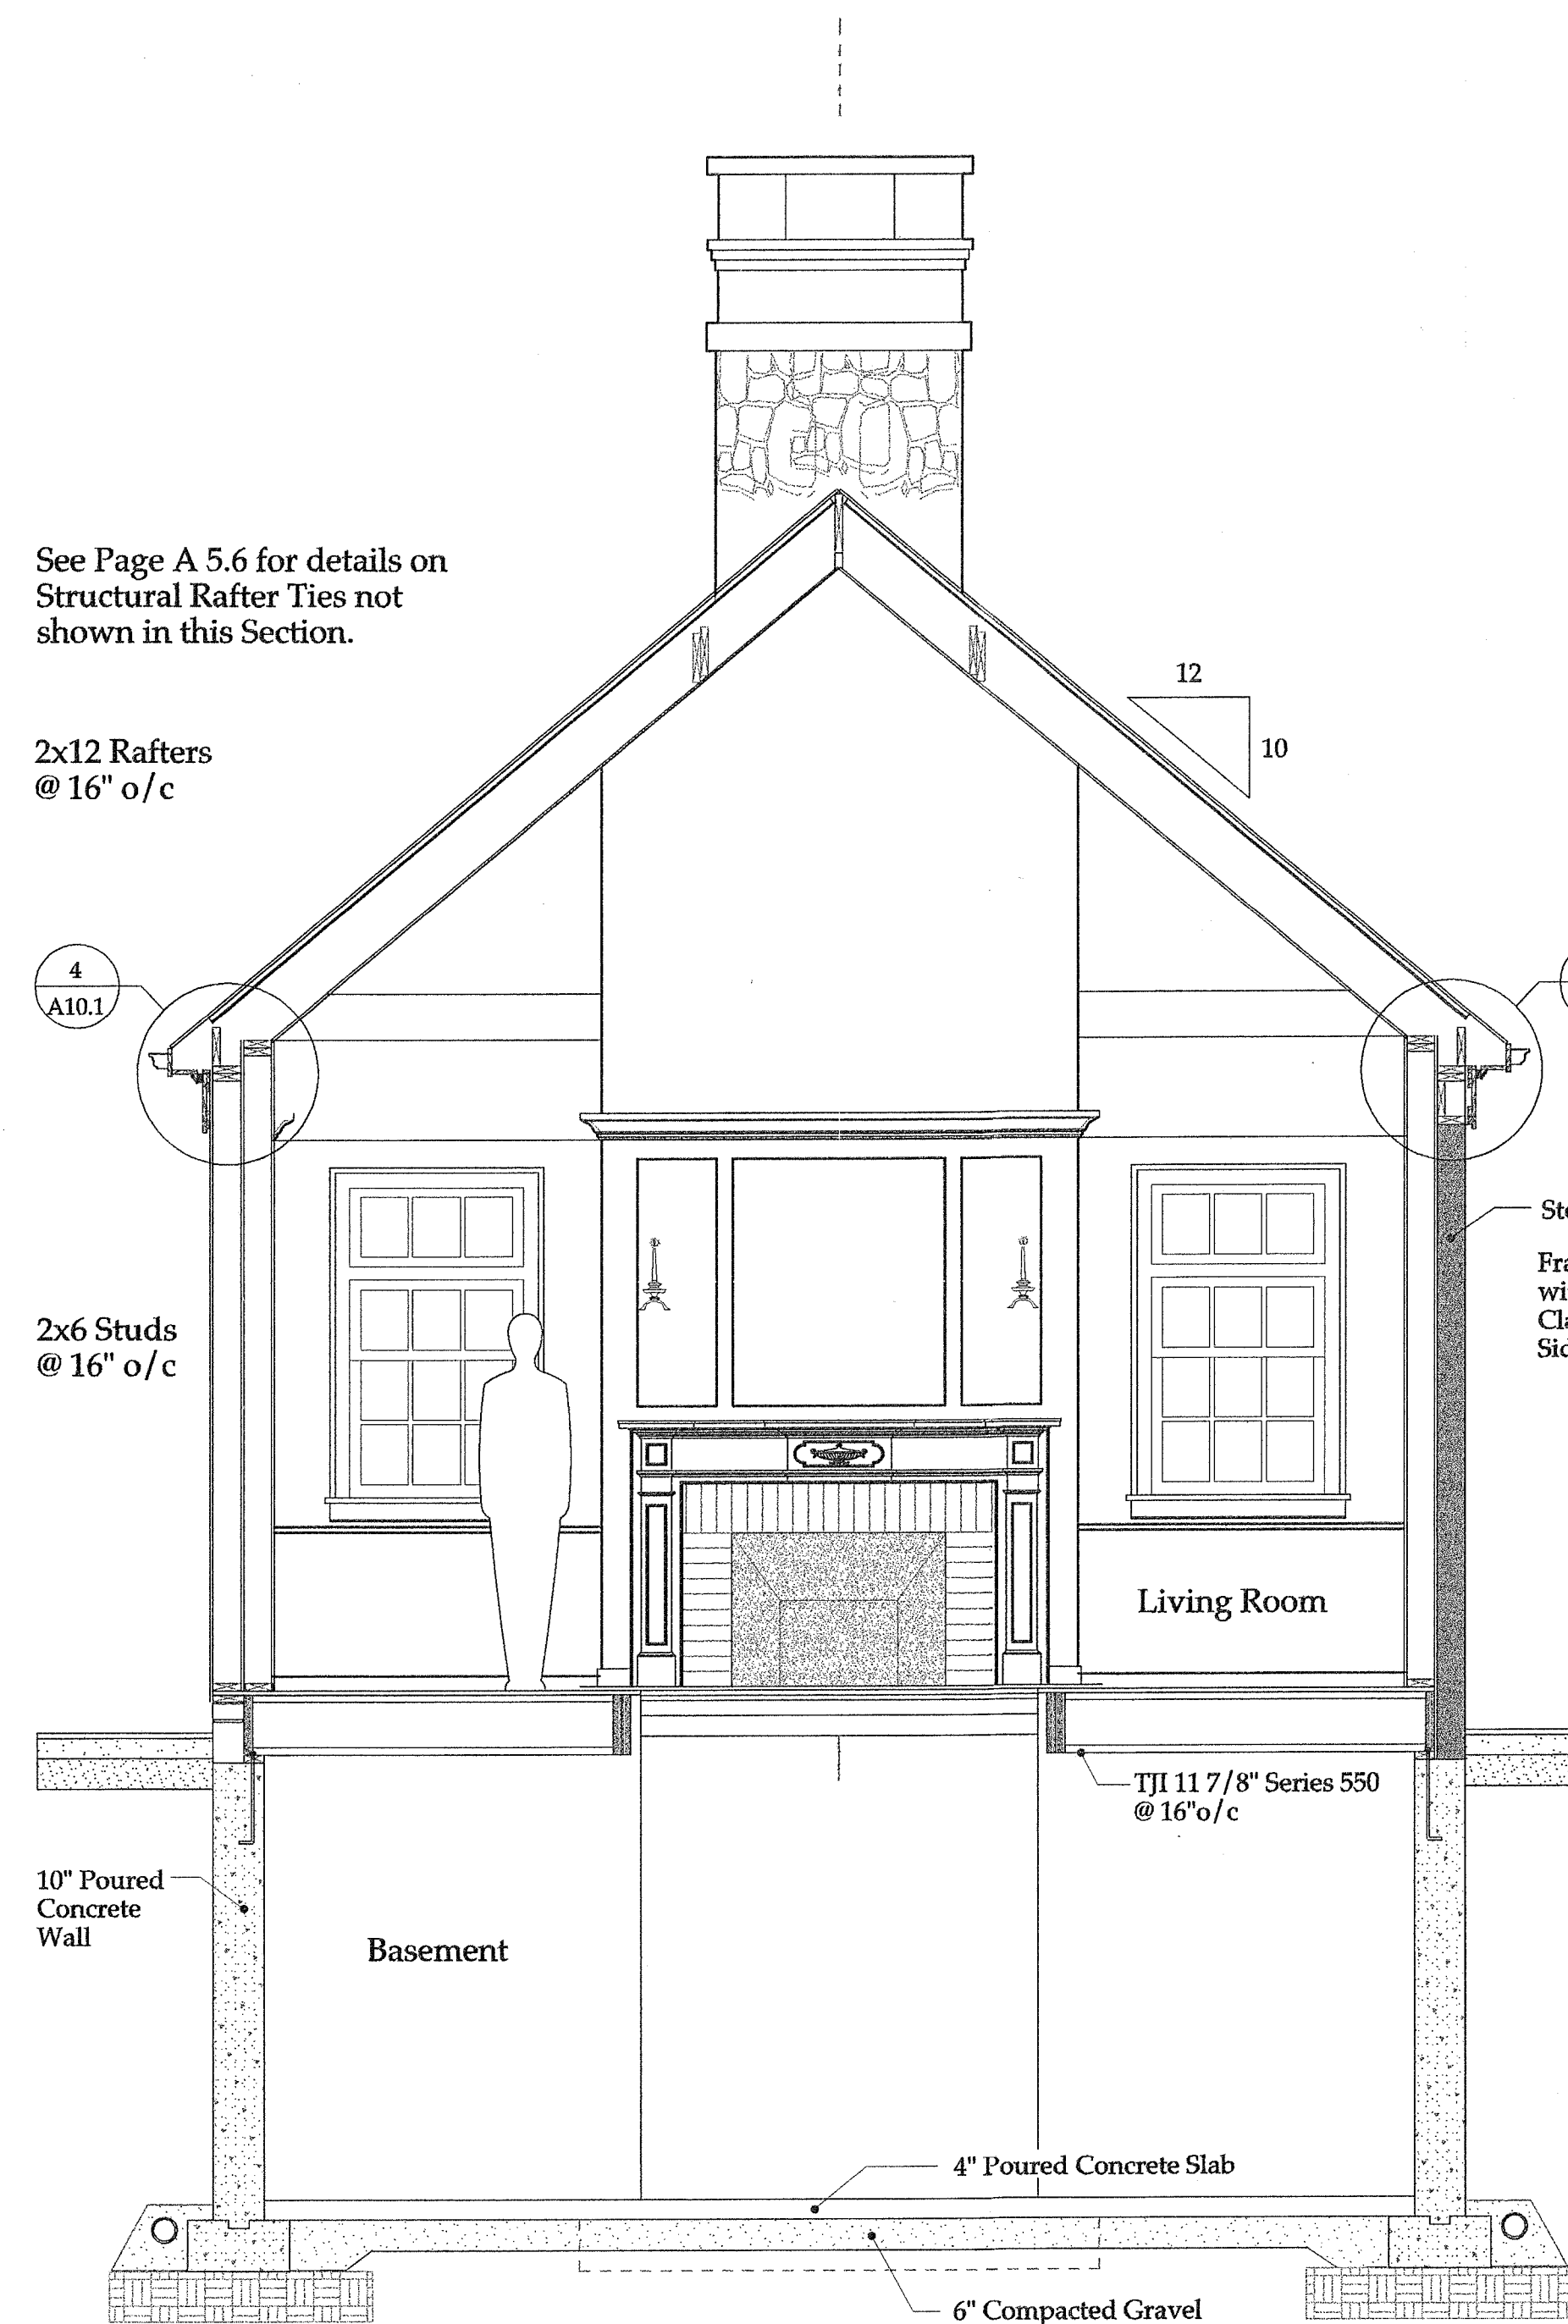 See Page A 5.6 for details on
Structural Rafter Ties not
shown in this Section.
12
10
2x12 Rafters
@ 16" o/c
4
A10.1
2x6 Studs
@ 16" o/c
Living Room
TJI 11 7/8" Series 550
@ 16"o/c
10" Poured
Concrete
Wall
Basement
4" Poured Concrete Slab
6" Compacted Gravel